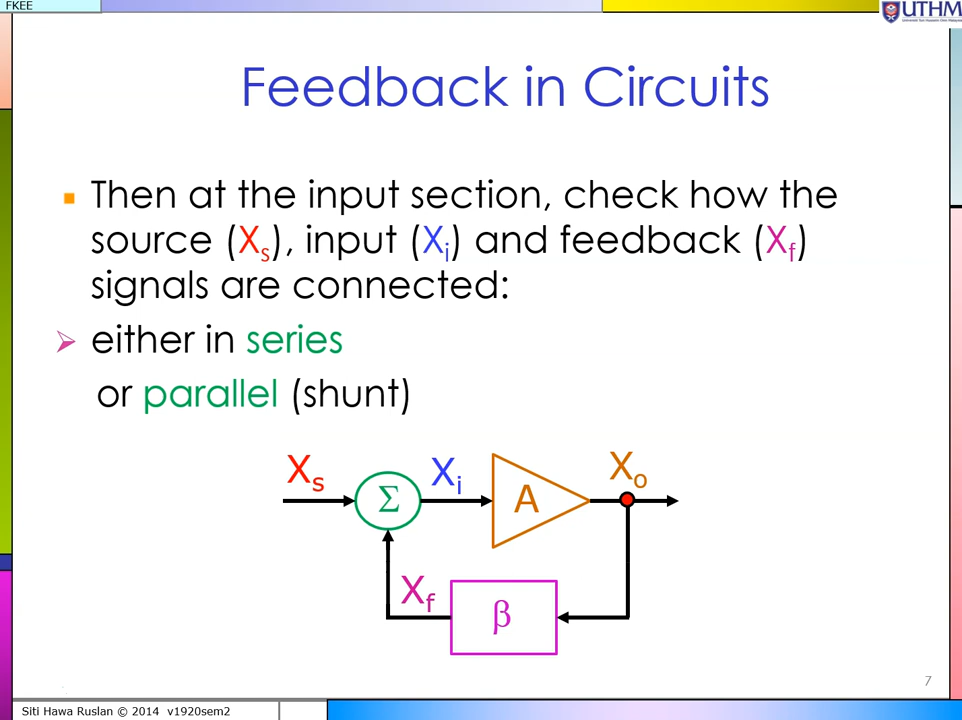 FKEE
UTHM
Feedback in Circuits
Then at the input section, check how the
source (Xs), input (Xi) and feedback (Xf)
signals are connected:
either in series
or parallel (shunt)
Xs
Σ
Xi
A
Xo
Xf
β
7
Siti Hawa Ruslan © 2014 v1920sem2